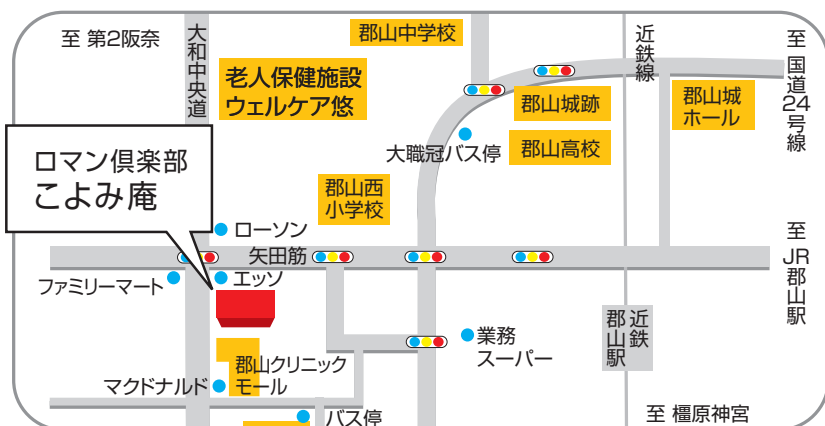 至 第2阪奈
大和中央道
老人保健施設
ウェルケア悠
郡山中学校
近鉄線
至 国道24号線
郡山城跡
郡山城
ホール
大職冠バス停
郡山高校
ロマン倶楽部
こよみ庵
郡山西
小学校
ローソン
矢田筋
至 JR郡山駅
ファミリーマート
エッソ
近鉄
郡山駅
業務
スーパー
郡山クリニック
モール
マクドナルド
バス停
至 橿原神宮